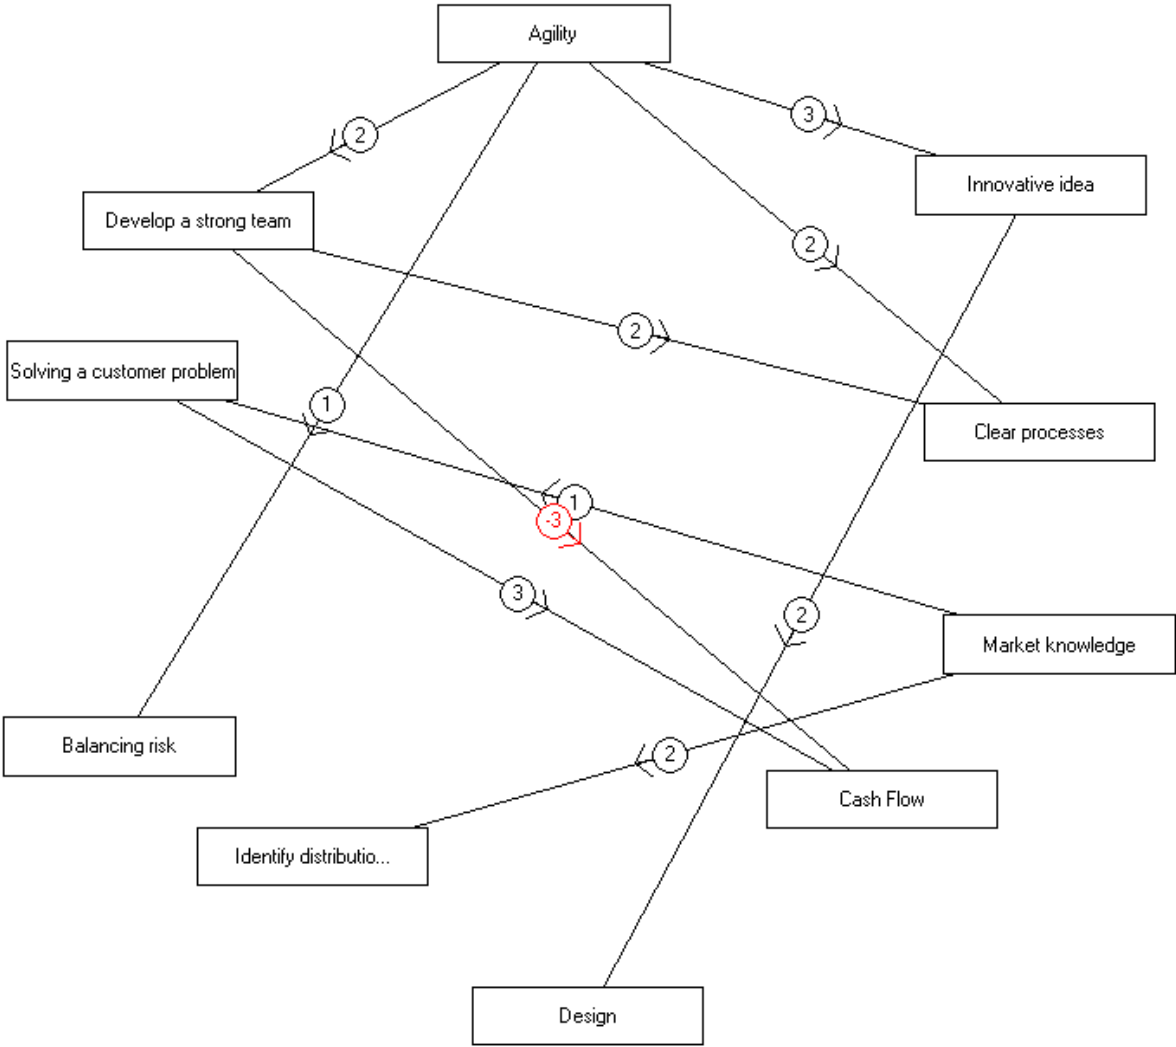 Agility
3
2
Innovative idea
Develop a strong team
2
2
Solving a customer problem
1
Clear processes
1
-3
3
2
Market knowledge
Balancing risk
2
Cash Flow
Identify distributio...
Design